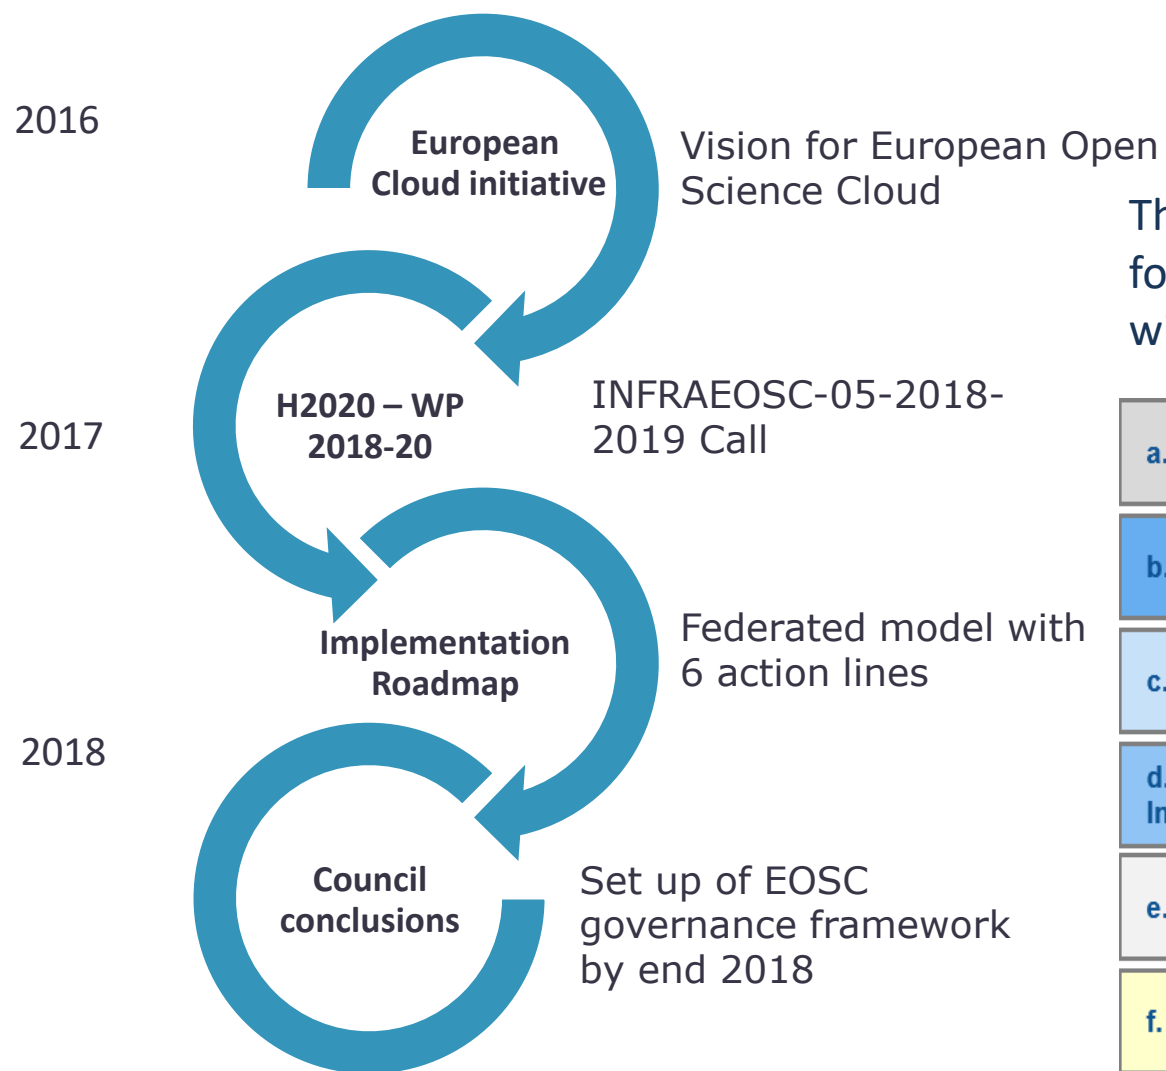 2016
European
Cloud initiative
Vision for European Open
Science Cloud
2017
H2020 – WP
2018-20
INFRAEOSC-05-2018-
2019 Call
Implementation
Roadmap
Federated model with
6 action lines
2018
Council
conclusions
Set up of EOSC
governance framework
by end 2018
a.
b.
c.
d.
e.
f.